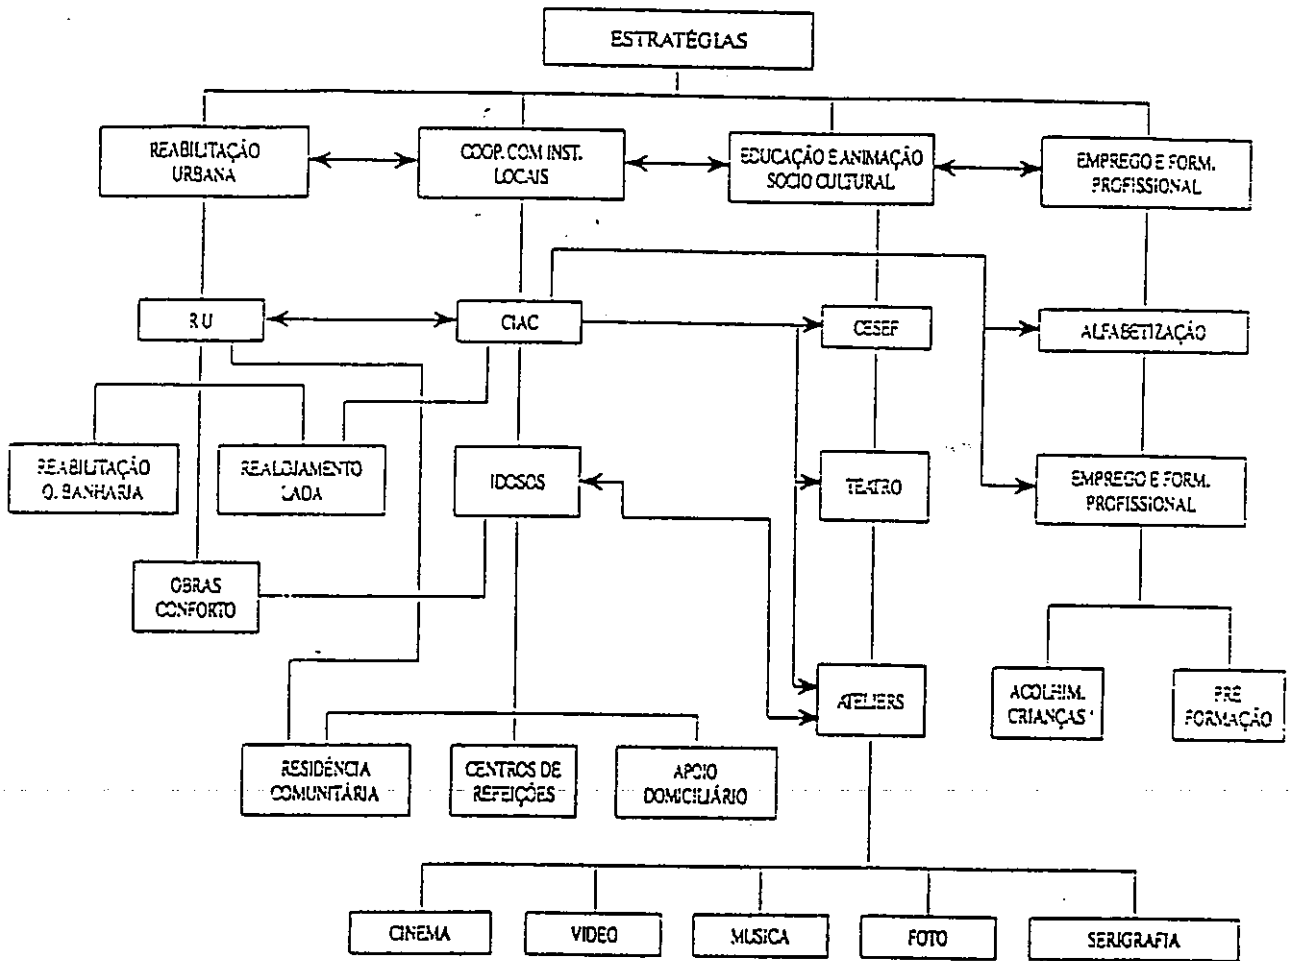 ESTRATÉGIAS
REABILITAÇÃO
URBANA
COOP. COM INST.
LOCAIS
EDUCAÇÃO E ANIMAÇÃO
SOCIO CULTURAL
EMPREGO E FORM.
PROFISSIONAL
RU
CIAC
CESEF
ALFABETIZAÇÃO
REABILITAÇÃO
Q. BANHARIA
REALOJAMENTO
LADA
IDOSOS
TEATRO
EMPREGO E FORM.
PROFISSIONAL
OBRAS
CONFORTO
ATELIERS
ACOLHIM.
CRIANÇAS
PRÉ
FORMAÇÃO
RESIDÊNCIA
COMUNITÁRIA
CENTROS DE
REFEIÇÕES
APOIO
DOMICILIÁRIO
CINEMA
VIDEO
MUSICA
FOTO
SERIGRAFIA